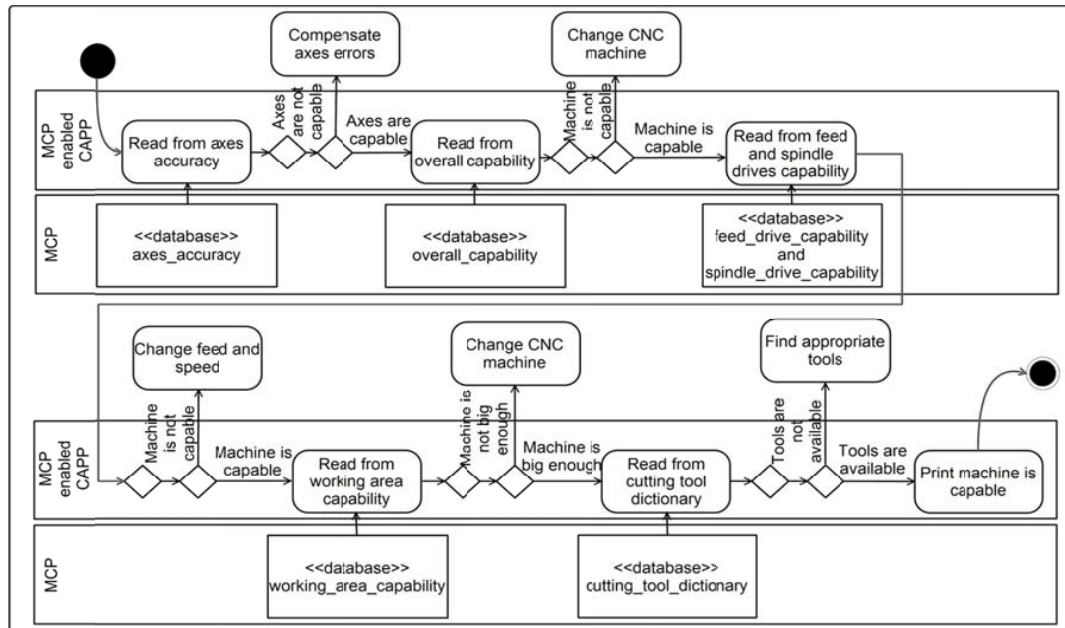 Compensate
axes errors
Change CNC
machine
MCP
enabled
CAPP
Read from axes
accuracy
Axes are
are not
capable
Axes are
capable
Read from
overall capability
Machine
is not
capable
Machine is
capable
Read from feed
and spindle
drives capability
MCP
<<database>>
axes_accuracy
<<database>>
overall_capability
<<database>>
feed_drive_capability
and
spindle_drive_capability
Change feed and
speed
Change CNC
machine
Find appropriate
tools
MCP
enabled
CAPP
Machine
is not
capable
Machine is
capable
Read from
working area
capability
Machine is
not big
enough
Machine is
big enough
Read from
cutting tool
dictionary
Tools are
not
available
Tools are
available
Print machine is
capable
MCP
<<database>>
working_area_capability
<<database>>
cutting_tool_dictionary